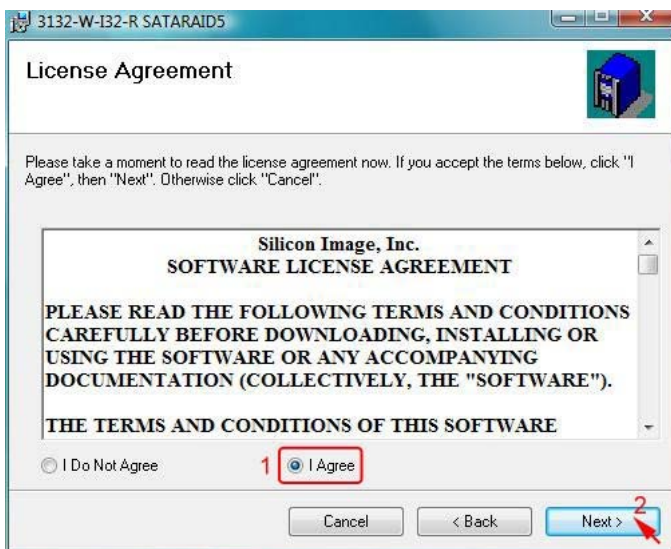 3132-W-I32-R SATARAID5
License Agreement
Please take a moment to read the license agreement now. If you accept the terms below, click "I
Agree", then "Next". Otherwise click "Cancel".
Silicon Image, Inc.
SOFTWARE LICENSE AGREEMENT
PLEASE READ THE FOLLOWING TERMS AND CONDITIONS
CAREFULLY BEFORE DOWNLOADING, INSTALLING OR
USING THE SOFTWARE OR ANY ACCOMPANYING
DOCUMENTATION (COLLECTIVELY, THE "SOFTWARE").
THE TERMS AND CONDITIONS OF THIS SOFTWARE
I Do Not Agree 1 I Agree
Cancel < Back Next > 2